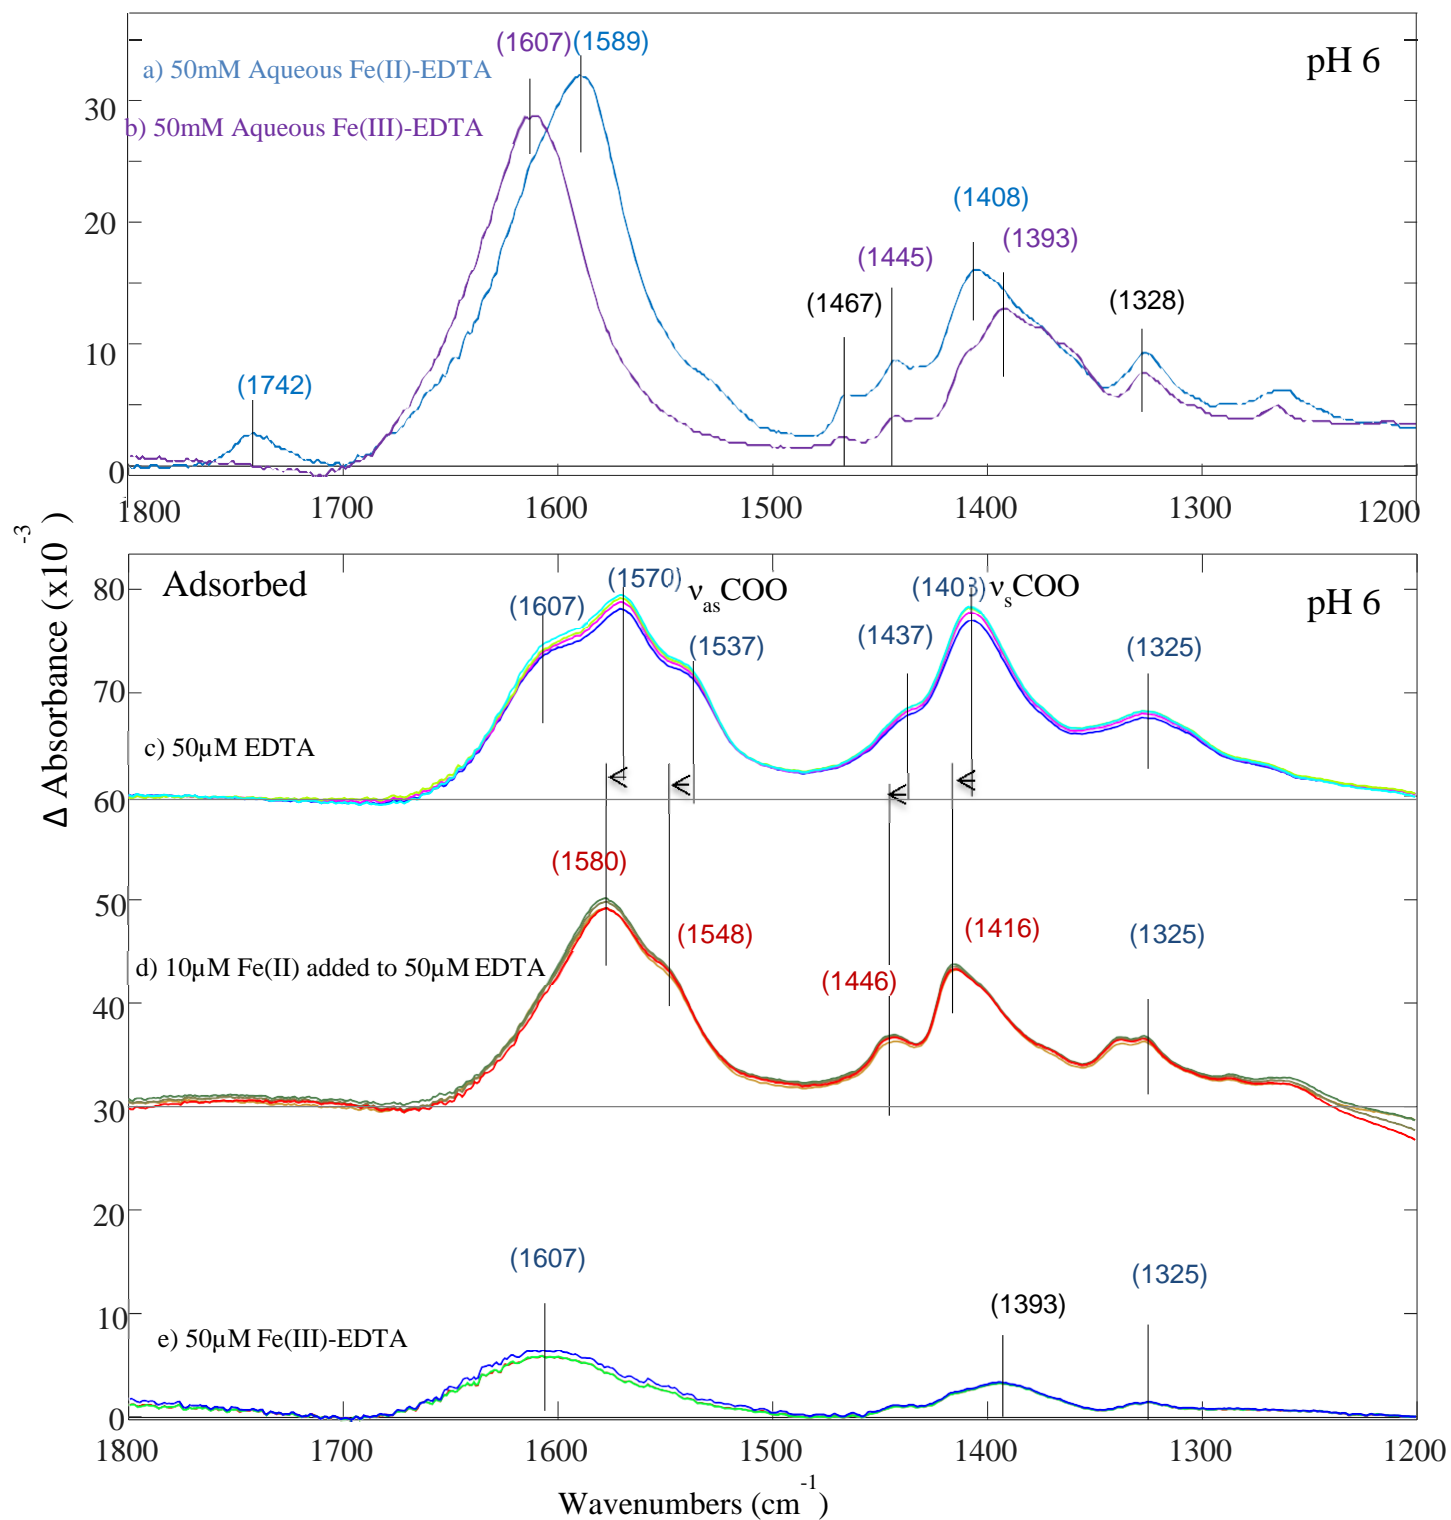 (1607) (1589)
a) 50mM Aqueous Fe(II)-EDTA
pH 6
30
b) 50mM Aqueous Fe(III)-EDTA
(1408)
20
(1445)
(1393)
(1467)
(1328)
10
(1742)
0
1800 1700 1600 1500 1400 1300 1200
Δ Absorbance (x10⁻³)
Adsorbed
80
(1570)
νasCOO
(1403)
νsCOO
pH 6
(1607)
(1537)
(1437)
(1325)
70
c) 50µM EDTA
60
(1580)
50
(1548)
(1416)
(1325)
d) 10µM Fe(II) added to 50µM EDTA
(1446)
40
30
20
(1607)
(1325)
10
(1393)
e) 50µM Fe(III)-EDTA
0
1800 1700 1600 1500 1400 1300 1200
Wavenumbers (cm⁻¹)